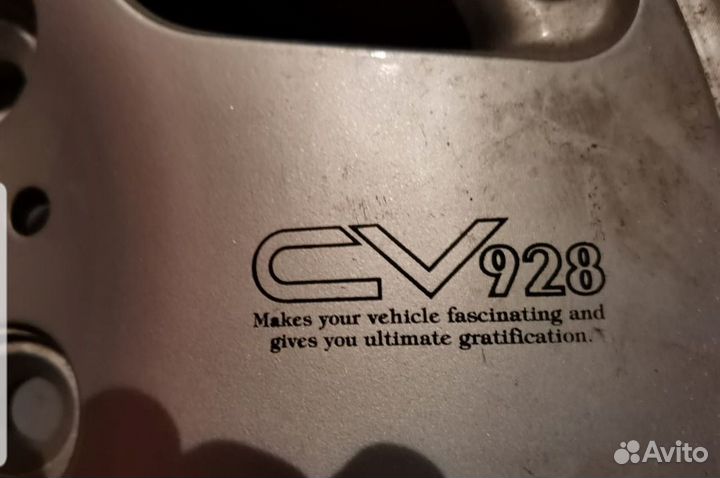 CV928
Makes your vehicle fascinating and
gives you ultimate gratification.
Avito